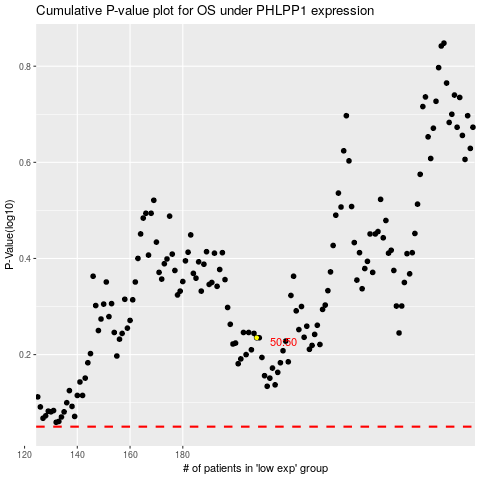 Cumulative P-value plot for OS under PHLPP1 expression
P-Value(log10)
0.8
0.6
0.4
0.2
50:50
120 140 160 180
# of patients in 'low exp' group